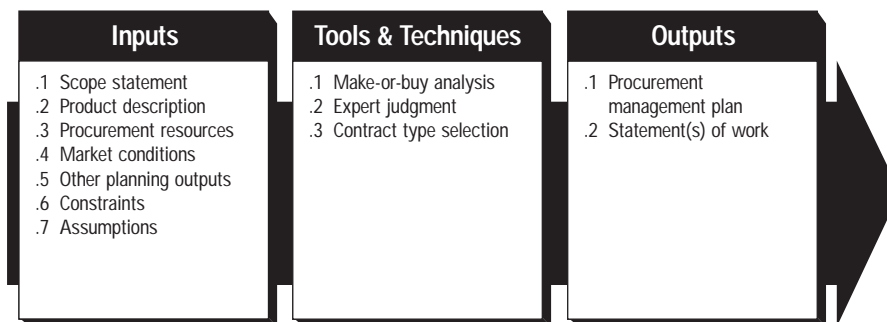 Inputs
.1 Scope statement
.2 Product description
.3 Procurement resources
.4 Market conditions
.5 Other planning outputs
.6 Constraints
.7 Assumptions
Tools & Techniques
.1 Make-or-buy analysis
.2 Expert judgment
.3 Contract type selection
Outputs
.1 Procurement
management plan
.2 Statement(s) of work